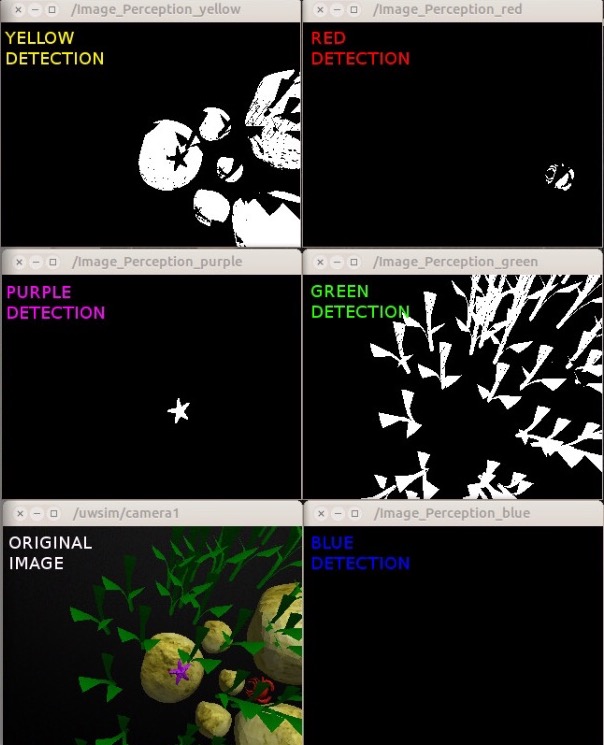 /Image_Perception_yellow
YELLOW
DETECTION
/Image_Perception_red
RED
DETECTION
/Image_Perception_purple
PURPLE
DETECTION
/Image_Perception_green
GREEN
DETECTION
/uwsim/camera1
ORIGINAL
IMAGE
/Image_Perception_blue
BLUE
DETECTION